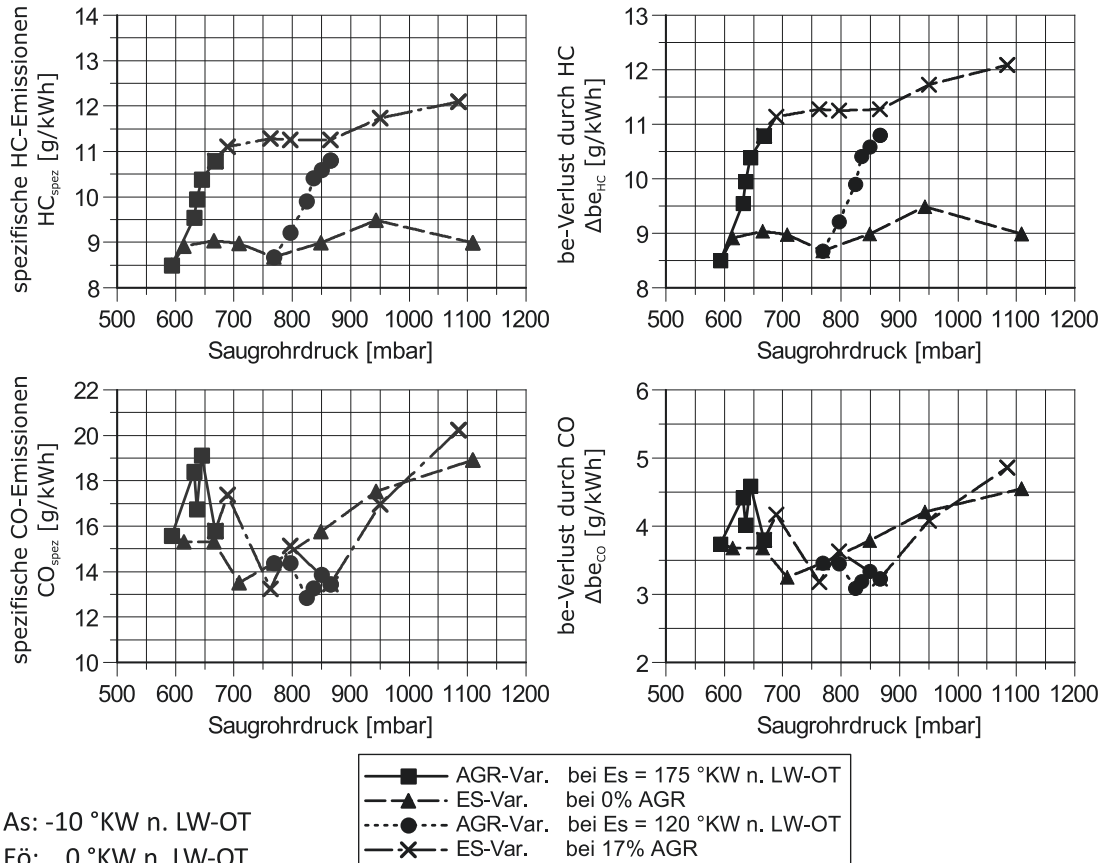 spezifische HC-Emissionen
HCspez [g/kWh]
14
13
12
11
10
9
8
500 600 700 800 900 1000 1100 1200
Saugrohrdruck [mbar]
be-Verlust durch HC
ΔbeHC [g/kWh]
13
12
11
10
9
8
500 600 700 800 900 1000 1100 1200
Saugrohrdruck [mbar]
spezifische CO-Emissionen
COspez [g/kWh]
22
20
18
16
14
12
10
500 600 700 800 900 1000 1100 1200
Saugrohrdruck [mbar]
be-Verlust durch CO
ΔbeCO [g/kWh]
6
5
4
3
2
500 600 700 800 900 1000 1100 1200
Saugrohrdruck [mbar]
AGR-Var. bei Es = 175 °KW n. LW-OT
ES-Var. bei 0% AGR
AGR-Var. bei Es = 120 °KW n. LW-OT
ES-Var. bei 17% AGR
As: -10 °KW n. LW-OT
Eö: 0 °KW n. LW-OT